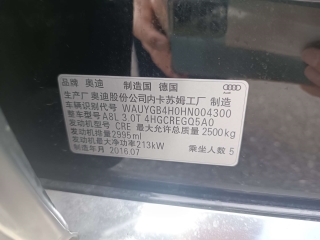 品牌 奥迪 制造国 德国
生产厂 奥迪股份公司内卡苏姆工厂 制造
车辆识别代号 WAUYGB4H0HN004300
整车型号 A8L 3.0T 4HGCREGQ5A0
发动机型号 CRE 最大允许总质量 2500kg
发动机排量 2995ml
发动机最大净功率 213kW
制造年月 2016.07 乘坐人数 5